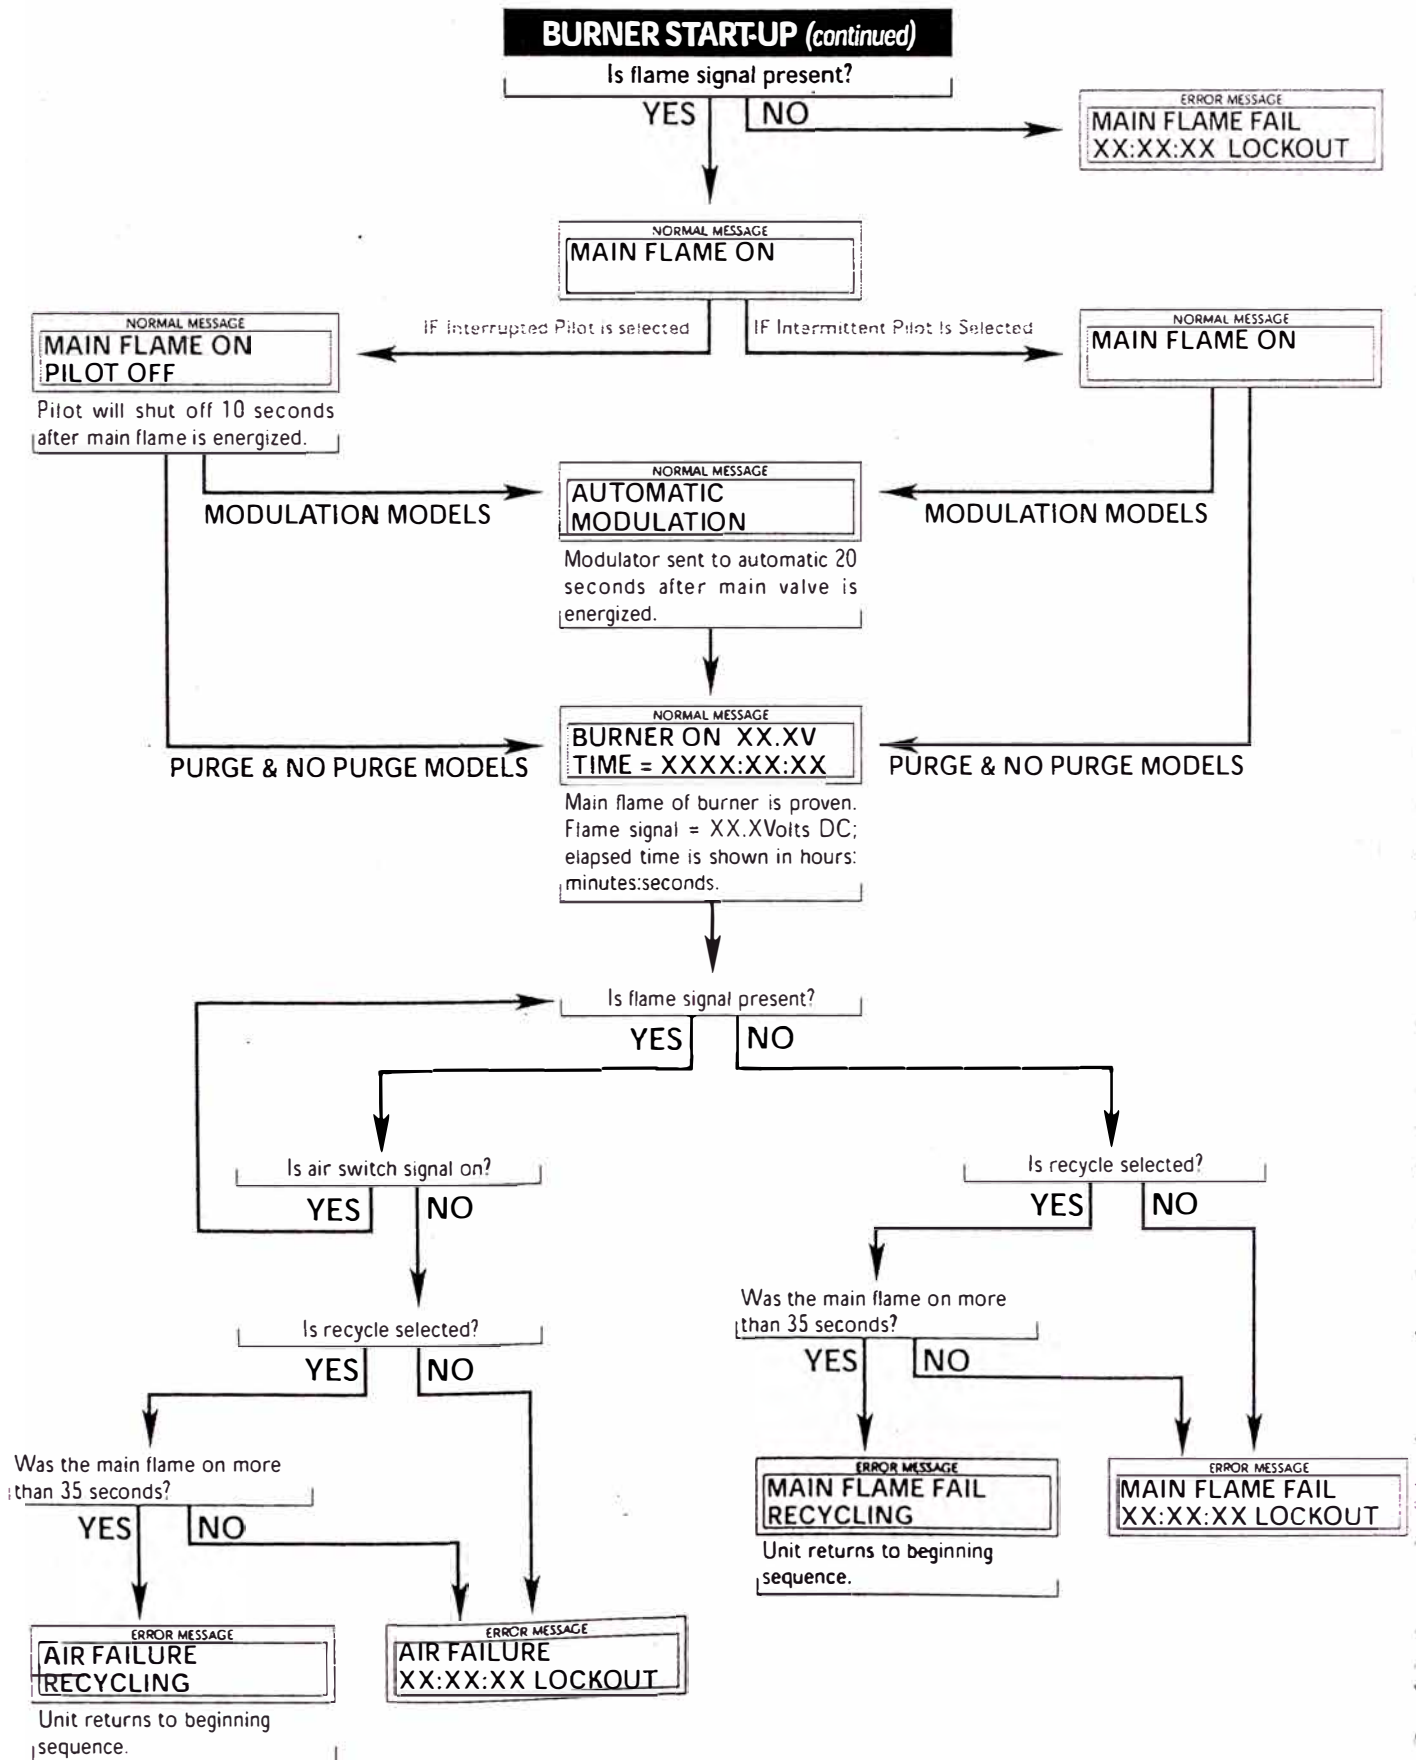 BURNER START-UP (continued)
Is flame signal present?
YES
NO
ERROR MESSAGE
MAIN FLAME FAIL
XX:XX:XX LOCKOUT
NORMAL MESSAGE
MAIN FLAME ON
IF Interrupted Pilot is selected
IF Intermittent Pilot Is Selected
NORMAL MESSAGE
MAIN FLAME ON
PILOT OFF
Pilot will shut off 10 seconds
after main flame is energized.
NORMAL MESSAGE
MAIN FLAME ON
MODULATION MODELS
NORMAL MESSAGE
AUTOMATIC
MODULATION
Modulator sent to automatic 20
seconds after main valve is
energized.
MODULATION MODELS
PURGE & NO PURGE MODELS
NORMAL MESSAGE
BURNER ON XX.XV
TIME = XXXX:XX:XX
Main flame of burner is proven.
Flame signal = XX.XVolts DC;
elapsed time is shown in hours:
minutes:seconds.
PURGE & NO PURGE MODELS
Is flame signal present?
YES
NO
Is air switch signal on?
YES
NO
Is recycle selected?
YES
NO
Was the main flame on more
than 35 seconds?
YES
NO
Is recycle selected?
YES
NO
ERROR MESSAGE
MAIN FLAME FAIL
RECYCLING
Unit returns to beginning
sequence.
ERROR MESSAGE
MAIN FLAME FAIL
XX:XX:XX LOCKOUT
Was the main flame on more
than 35 seconds?
YES
NO
ERROR MESSAGE
AIR FAILURE
RECYCLING
Unit returns to beginning
sequence.
ERROR MESSAGE
AIR FAILURE
XX:XX:XX LOCKOUT